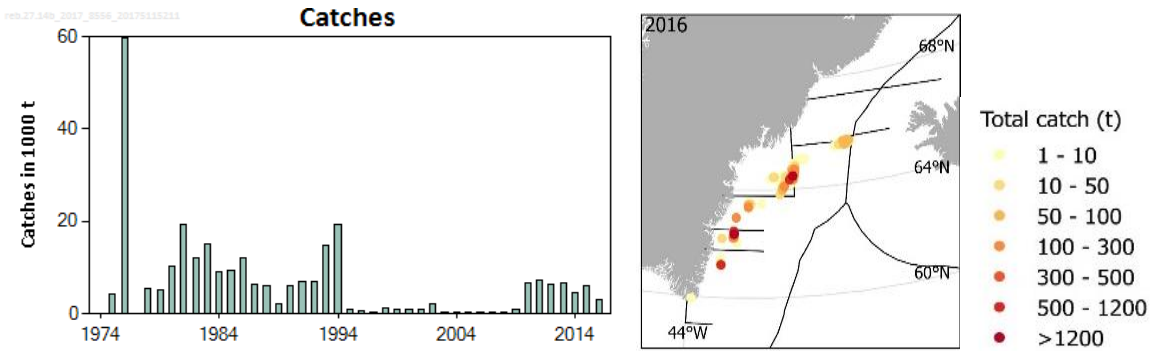 reb.27.14b_2017_8556_20175115211
Catches
60
40
20
0
Catches in 1000 t
1974
1984
1994
2004
2014
2016
68°N
64°N
60°N
44°W
Total catch (t)
1 - 10
10 - 50
50 - 100
100 - 300
300 - 500
500 - 1200
>1200